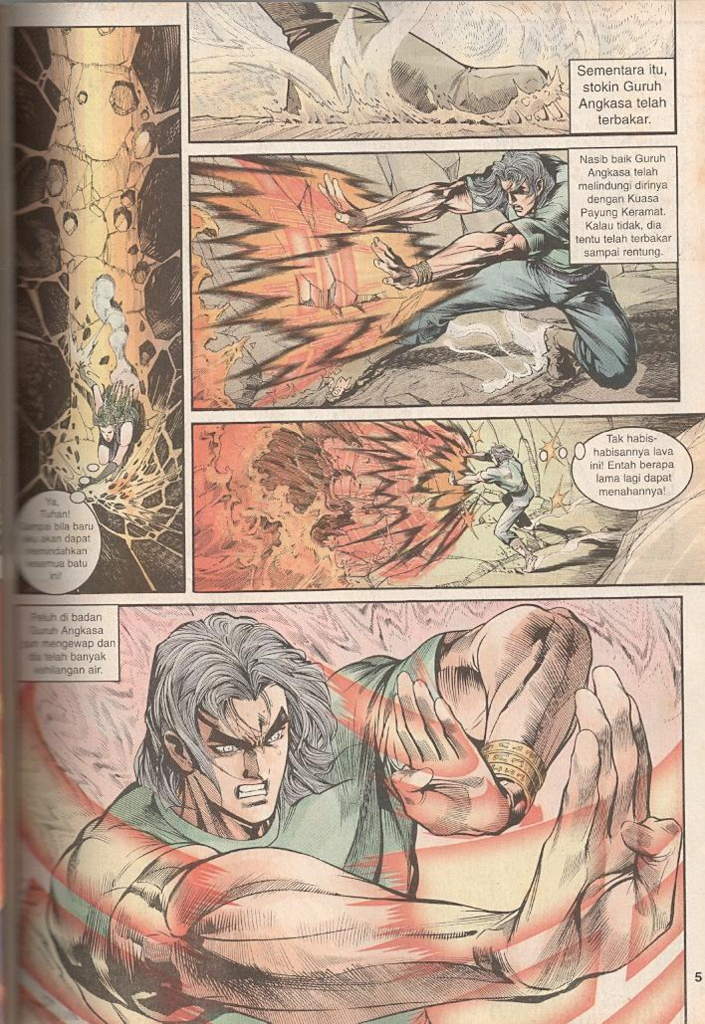 Ya,
Tuhan!
bila baru
akan dapat
memindahkan
semua batu
ini!
Sementara itu,
stokin Guruh
Angkasa telah
terbakar.
Nasib baik Guruh
Angkasa telah
melindungi dirinya
dengan Kuasa
Payung Keramat.
Kalau tidak, dia
tentu telah terbakar
sampai rentung.
Tak habis-
habisannya lava
ini! Entah berapa
lama lagi dapat
menahannya!
Peluh di badan
Guruh Angkasa
mengewap dan
dia telah banyak
kehilangan air.
5